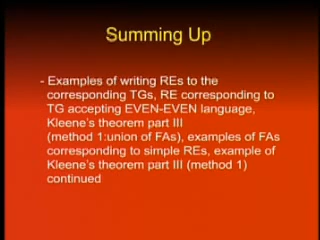 Summing Up
- Examples of writing REs to the
corresponding TGs, RE corresponding to
TG accepting EVEN-EVEN language,
Kleene's theorem part III
(method 1:union of FAs), examples of FAs
corresponding to simple REs, example of
Kleene's theorem part III (method 1)
continued